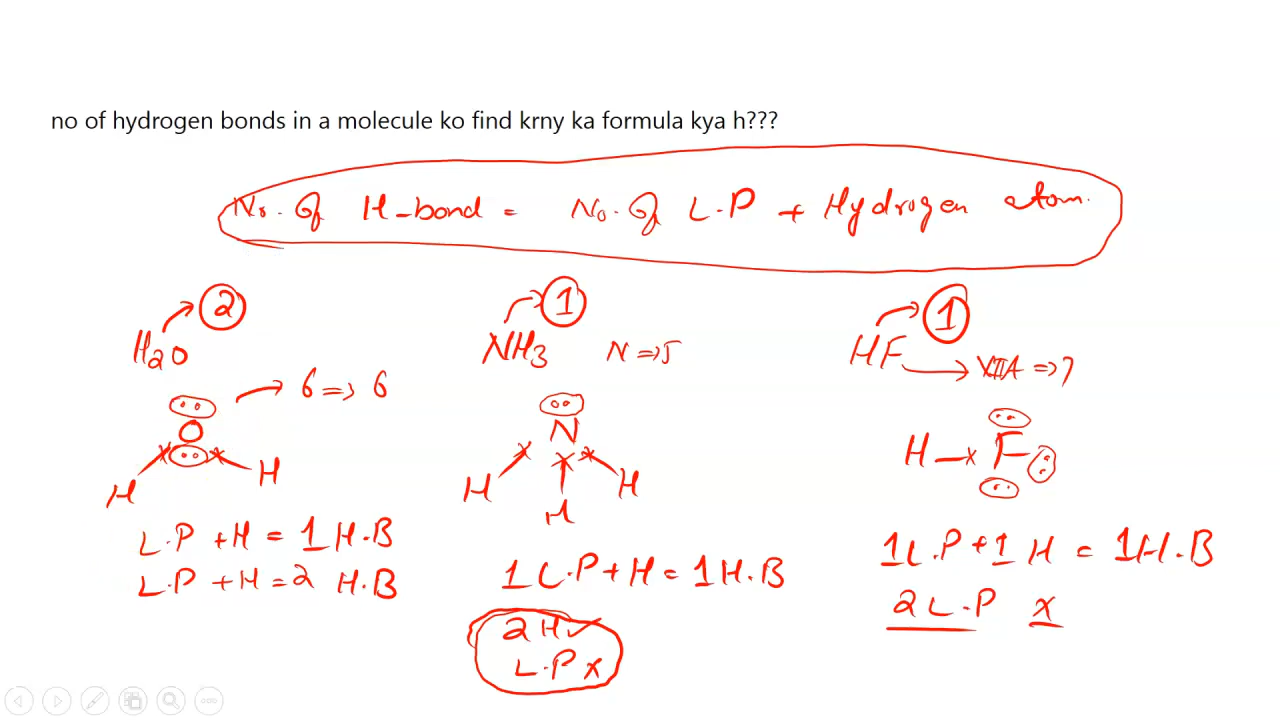 no of hydrogen bonds in a molecule ko find krny ka formula kya h???
No. of H-bond = No. of L.P + Hydrogen atom.
2
H2O
6 => 6
O
H H
L.P + H = 1 H.B
L.P + H = 2 H.B
1
NH3 N => 5
N
H H H
1 L.P + H = 1 H.B
2 H ✓
L.P x
1
HF → VIIA => 7
H - x F
1 L.P + 1 H = 1 H.B
2 L.P x